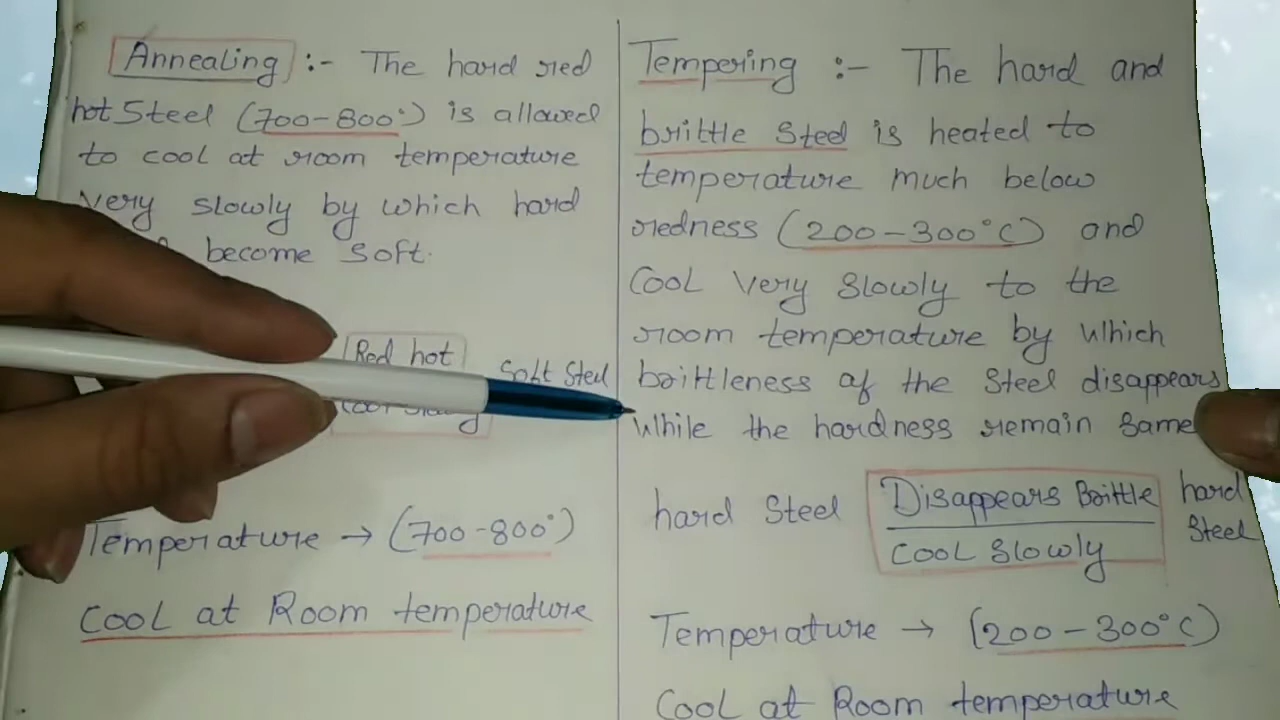 Annealing :- The hard red
hot Steel (700-800°) is allowed
to cool at room temperature
very slowly by which hard
become soft.
Red hot
Soft Steel
Cool slowly
Temperature → (700-800°)
Cool at Room temperature
Tempering :- The hard and
brittle Steel is heated to
temperature much below
redness (200-300°C) and
Cool very slowly to the
room temperature by which
brittleness of the Steel disappears
while the hardness remain same
hard Steel Disappears Brittle hard
Cool slowly Steel
Temperature → (200-300°C)
Cool at Room temperature